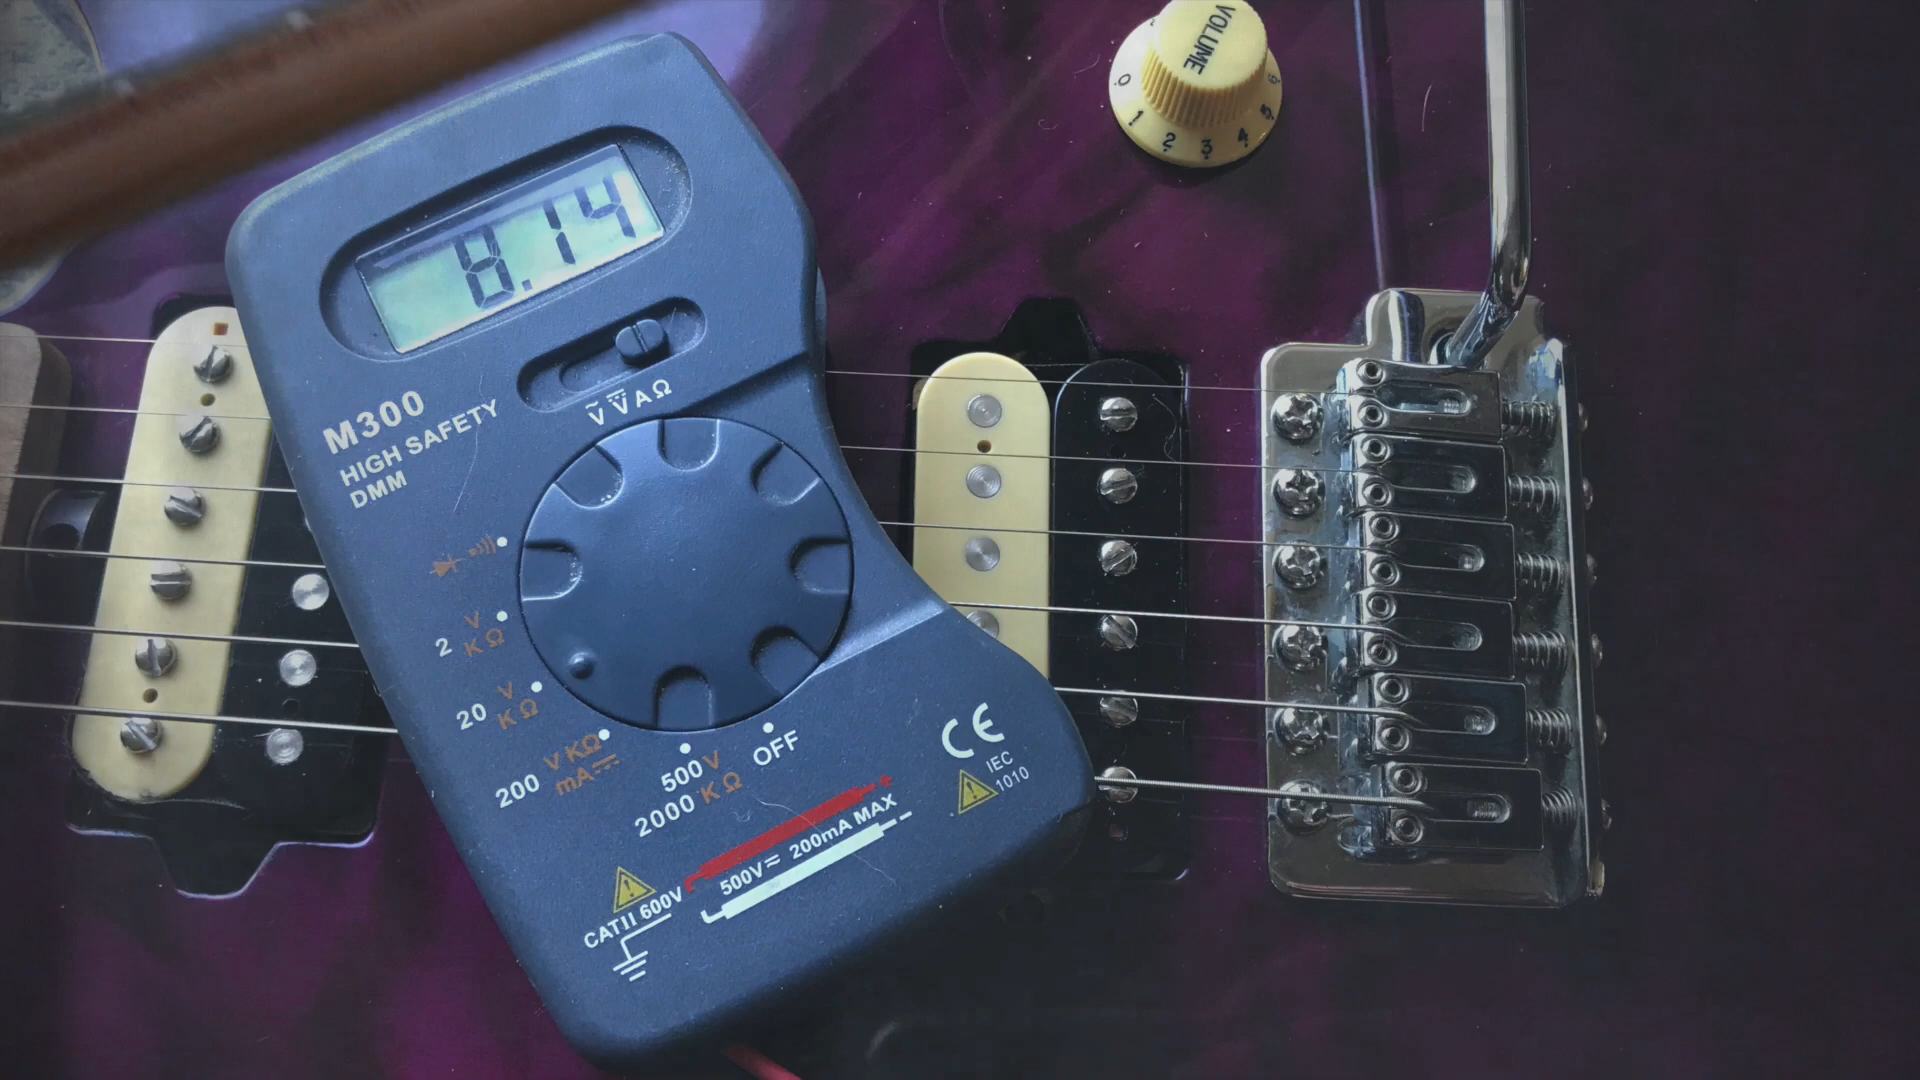 VOLUME
0 1 2 3 4 5 6
8.14
Ṽ V A Ω
M300
HIGH SAFETY
DMM
2 V
KΩ
20 V
KΩ
200 V KΩ
mA
500 V
2000 KΩ
OFF
CE
IEC
1010
+
500V 200mA MAX
-
CATII 600V